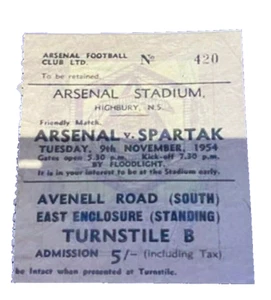 ARSENAL FOOTBALL Nº 420
CLUB LTD.
To be retained.
ARSENAL STADIUM,
HIGHBURY, N.5.
Friendly Match.
ARSENAL v. SPARTAK
TUESDAY, 9th NOVEMBER, 1954
Gates open 5.30 p.m. Kick-off 7.30 p.m.
BY FLOODLIGHT.
It is in your interest to be at the Stadium early.
AVENELL ROAD (SOUTH)
EAST ENCLOSURE (STANDING)
TURNSTILE B
ADMISSION 5/- (including Tax)
be intact when presented at Turnstile.